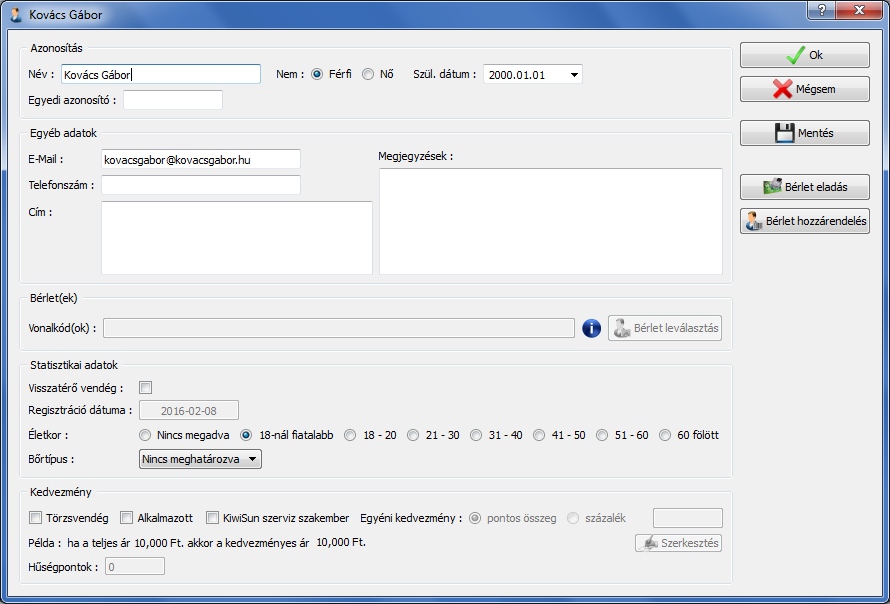 Kovács Gábor
?
Azonosítás
Név : Kovács Gábor Nem : Férfi Nő Szül. dátum : 2000.01.01
Egyedi azonosító :
Egyéb adatok
E-Mail : kovacsgabor@kovacsgabor.hu Megjegyzések :
Telefonszám :
Cím :
Bérlet(ek)
Vonalkód(ok) : i Bérlet leválasztás
Statisztikai adatok
Visszatérő vendég :
Regisztráció dátuma : 2016-02-08
Életkor : Nincs megadva 18-nál fiatalabb 18 - 20 21 - 30 31 - 40 41 - 50 51 - 60 60 fölött
Bőrtípus : Nincs meghatározva
Kedvezmény
Törzsvendég Alkalmazott KiwiSun szerviz szakember Egyéni kedvezmény : pontos összeg százalék
Példa : ha a teljes ár 10,000 Ft. akkor a kedvezményes ár 10,000 Ft. Szerkesztés
Hűségpontok : 0
Ok
Mégsem
Mentés
Bérlet eladás
Bérlet hozzárendelés